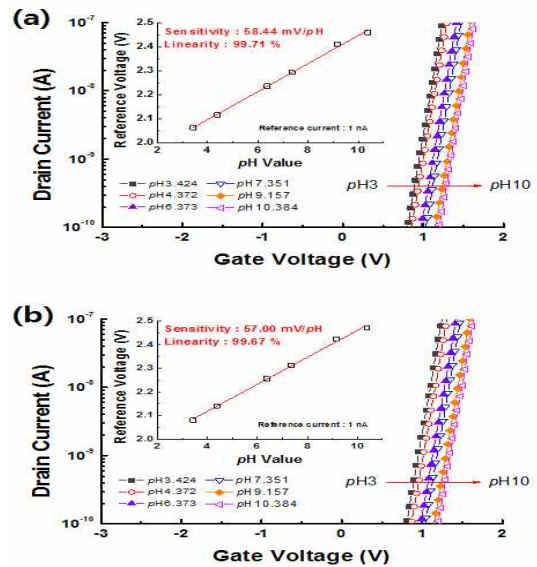 (a)
Sensitivity : 58.44 mV/pH
Linearity : 99.71 %
Reference Voltage (V)
2.5
2.4
2.3
2.2
2.1
2.0
Reference current : 1 nA
2 4 6 8 10
pH Value
Drain Current (A)
10⁻⁷
10⁻⁸
10⁻⁹
10⁻¹⁰
pH3.424 pH7.351
pH4.372 pH9.157
pH6.373 pH10.384
pH3 pH10
-3 -2 -1 0 1 2
Gate Voltage (V)
(b)
Sensitivity : 57.00 mV/pH
Linearity : 99.67 %
Reference Voltage (V)
2.5
2.4
2.3
2.2
2.1
2.0
Reference current : 1 nA
2 4 6 8 10
pH Value
Drain Current (A)
10⁻⁷
10⁻⁸
10⁻⁹
10⁻¹⁰
pH3.424 pH7.351
pH4.372 pH9.157
pH6.373 pH10.384
pH3 pH10
-3 -2 -1 0 1 2
Gate Voltage (V)